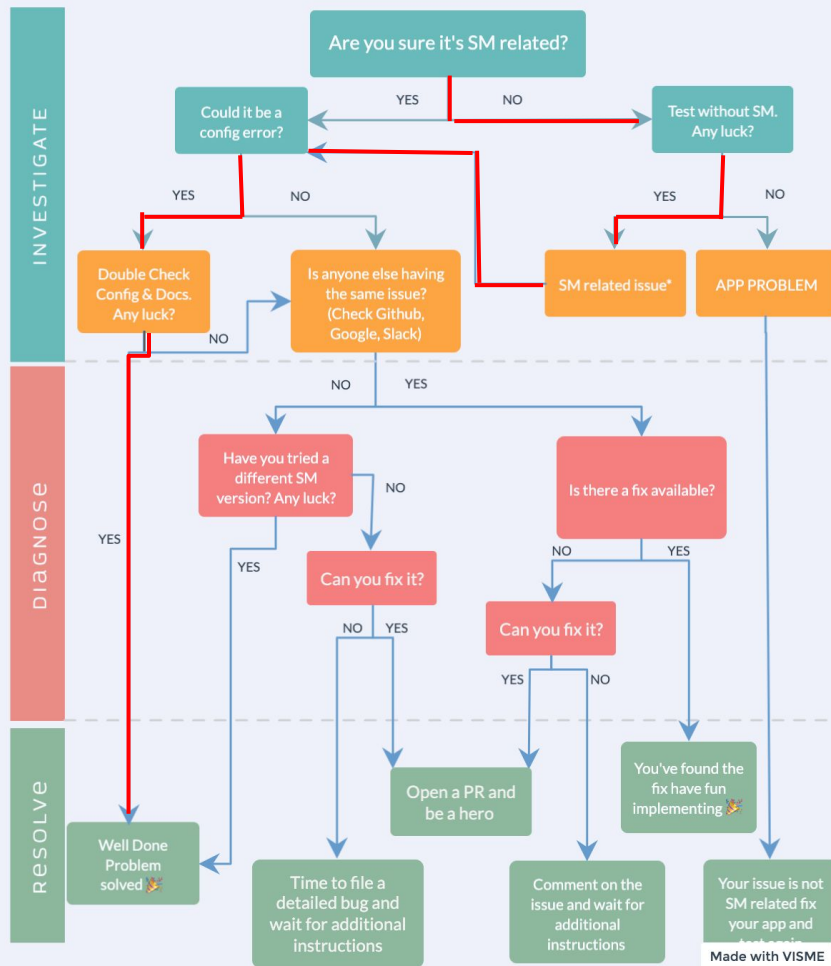 INVESTIGATE
Are you sure it's SM related?
YES
NO
Could it be a
config error?
Test without SM.
Any luck?
YES
NO
YES
NO
Double Check
Config & Docs.
Any luck?
Is anyone else having
the same issue?
(Check Github,
Google, Slack)
SM related issue*
APP PROBLEM
NO
DIaGNOSe
NO
YES
Have you tried a
different SM
version? Any luck?
Is there a fix available?
NO
YES
YES
NO
YES
Can you fix it?
Can you fix it?
NO
YES
YES
NO
ReSOLVe
Open a PR and
be a hero
You've found the
fix have fun
implementing 🎉
Well Done
Problem
solved 🎉
Time to file a
detailed bug and
wait for additional
instructions
Comment on the
issue and wait for
additional
instructions
Your issue is not
SM related fix
your app and
Made with VISME